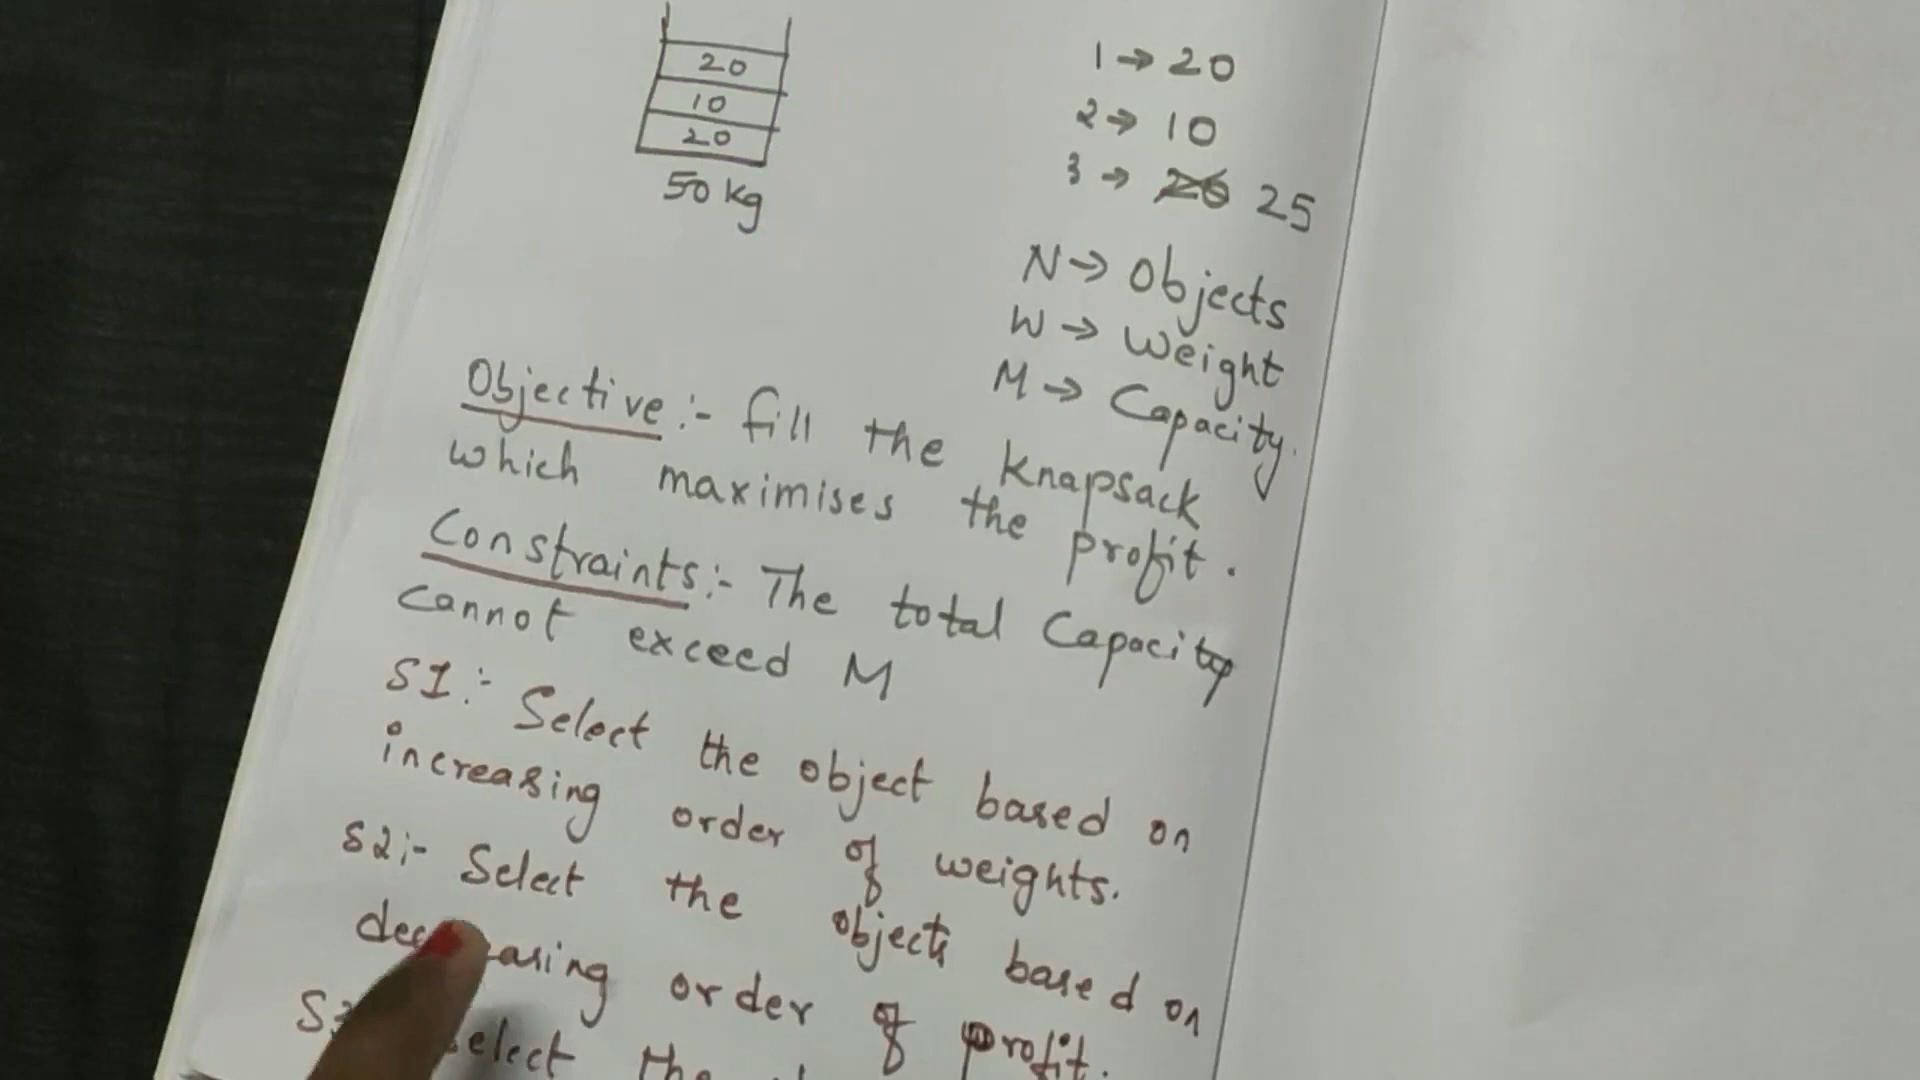 20
10
20
50 kg
1 → 20
2 → 10
3 → 20 25
N → Objects
W → Weight
M → Capacity.
Objective :- fill the knapsack
which maximises the profit.
Constraints :- The total Capacity
cannot exceed M
S1 :- Select the object based on
increasing order of weights.
S2 :- Select the objects based on
order of profit.
Select the